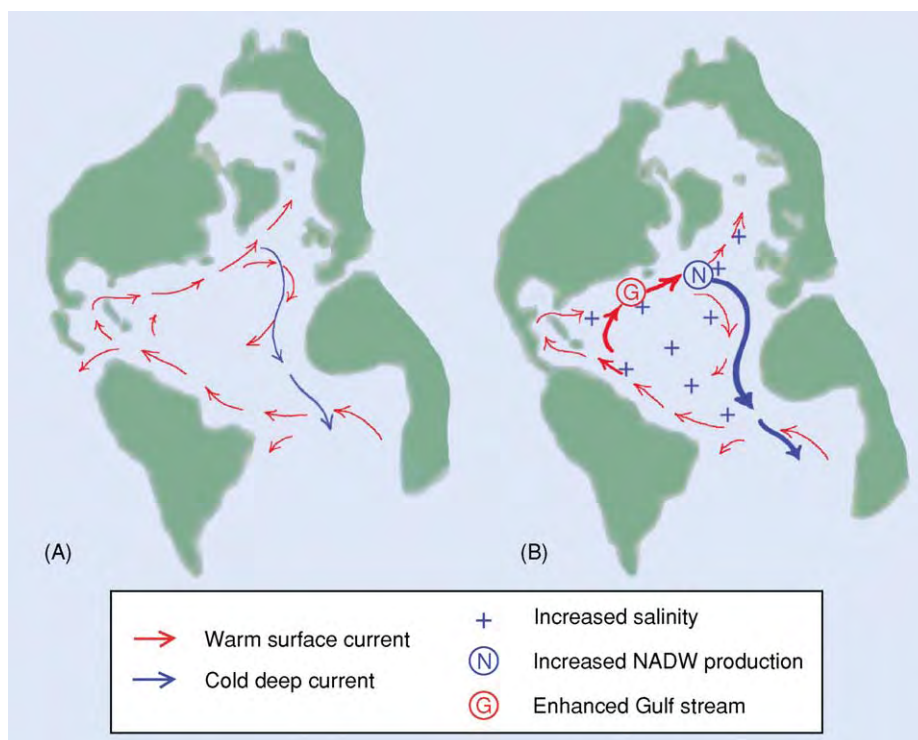 G
N
(A)
(B)
Warm surface current
Cold deep current
+ Increased salinity
N Increased NADW production
G Enhanced Gulf stream